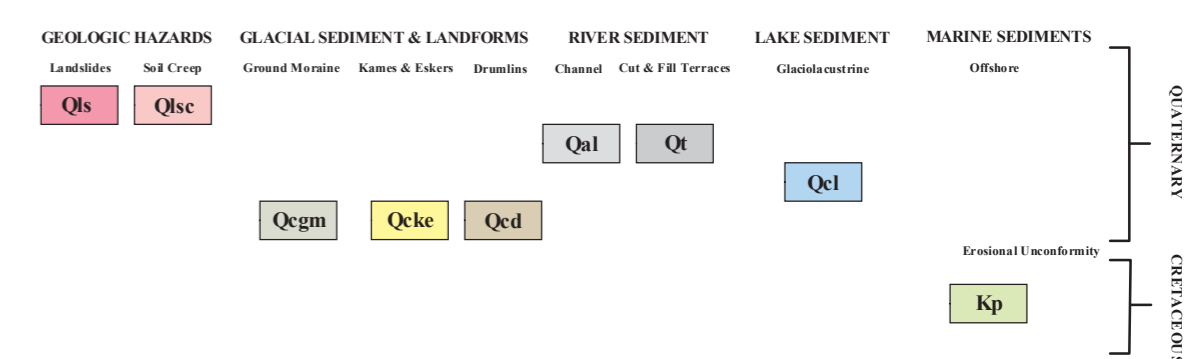 GEOLOGIC HAZARDS GLACIAL SEDIMENT & LANDFORMS RIVER SEDIMENT LAKE SEDIMENT MARINE SEDIMENTS
Landslides Soil Creep Ground Moraine Kames & Eskers Drumlins Channel Cut & Fill Terraces Glaciolacustrine Offshore
Qls Qlsc
Qal Qt
Qcl
Qcgm Qcke Qcd
Erosional Unconformity
Kp
QUATERNARY
CRETACEOUS